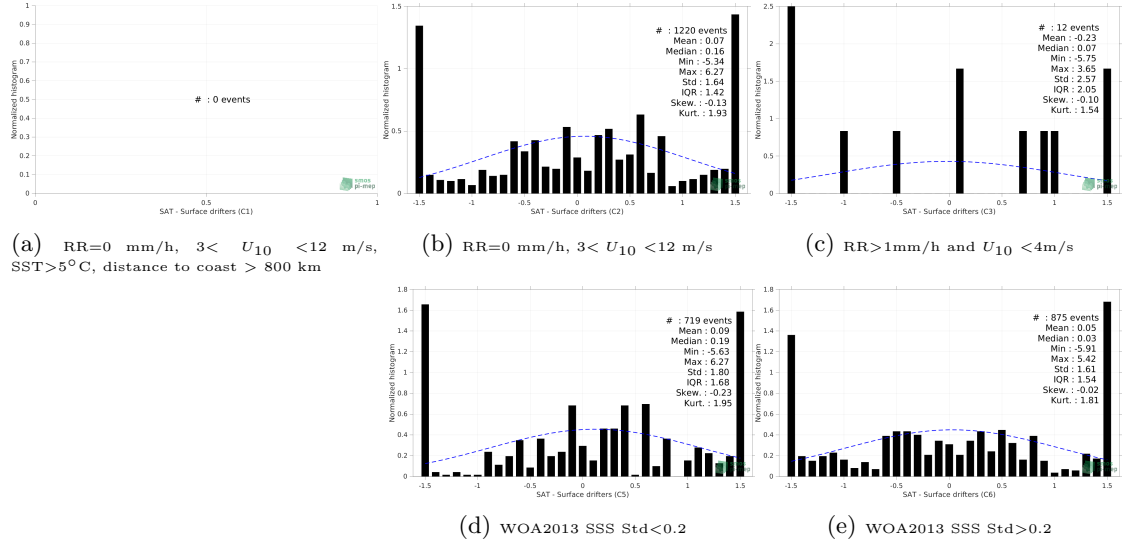 1
0.9
0.8
0.7
0.6
0.5
0.4
0.3
0.2
0.1
0
Normalized histogram
# : 0 events
smos
pi-mep
0 0.5 1
SAT - Surface drifters (C1)
(a) RR=0 mm/h, 3< U10 <12 m/s,
SST>5°C, distance to coast > 800 km
1.5
1
0.5
0
Normalized histogram
# : 1220 events
Mean : 0.07
Median : 0.16
Min : -5.34
Max : 6.27
Std : 1.64
IQR : 1.42
Skew. : -0.13
Kurt. : 1.93
smos
pi-mep
-1.5 -1 -0.5 0 0.5 1 1.5
SAT - Surface drifters (C2)
(b) RR=0 mm/h, 3< U10 <12 m/s
2.5
2
1.5
1
0.5
0
Normalized histogram
# : 12 events
Mean : -0.23
Median : 0.07
Min : -5.75
Max : 3.65
Std : 2.57
IQR : 2.05
Skew. : -0.10
Kurt. : 1.54
smos
pi-mep
-1.5 -1 -0.5 0 0.5 1 1.5
SAT - Surface drifters (C3)
(c) RR>1mm/h and U10 <4m/s
1.8
1.6
1.4
1.2
1
0.8
0.6
0.4
0.2
0
Normalized histogram
# : 719 events
Mean : 0.09
Median : 0.19
Min : -5.63
Max : 6.27
Std : 1.80
IQR : 1.68
Skew. : -0.23
Kurt. : 1.95
smos
pi-mep
-1.5 -1 -0.5 0 0.5 1 1.5
SAT - Surface drifters (C5)
(d) WOA2013 SSS Std<0.2
1.8
1.6
1.4
1.2
1
0.8
0.6
0.4
0.2
0
Normalized histogram
# : 875 events
Mean : 0.05
Median : 0.03
Min : -5.91
Max : 5.42
Std : 1.61
IQR : 1.54
Skew. : -0.02
Kurt. : 1.81
smos
pi-mep
-1.5 -1 -0.5 0 0.5 1 1.5
SAT - Surface drifters (C6)
(e) WOA2013 SSS Std>0.2